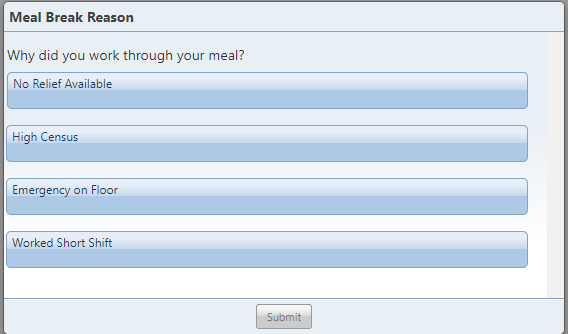 Meal Break Reason
Why did you work through your meal?
No Relief Available
High Census
Emergency on Floor
Worked Short Shift
Submit